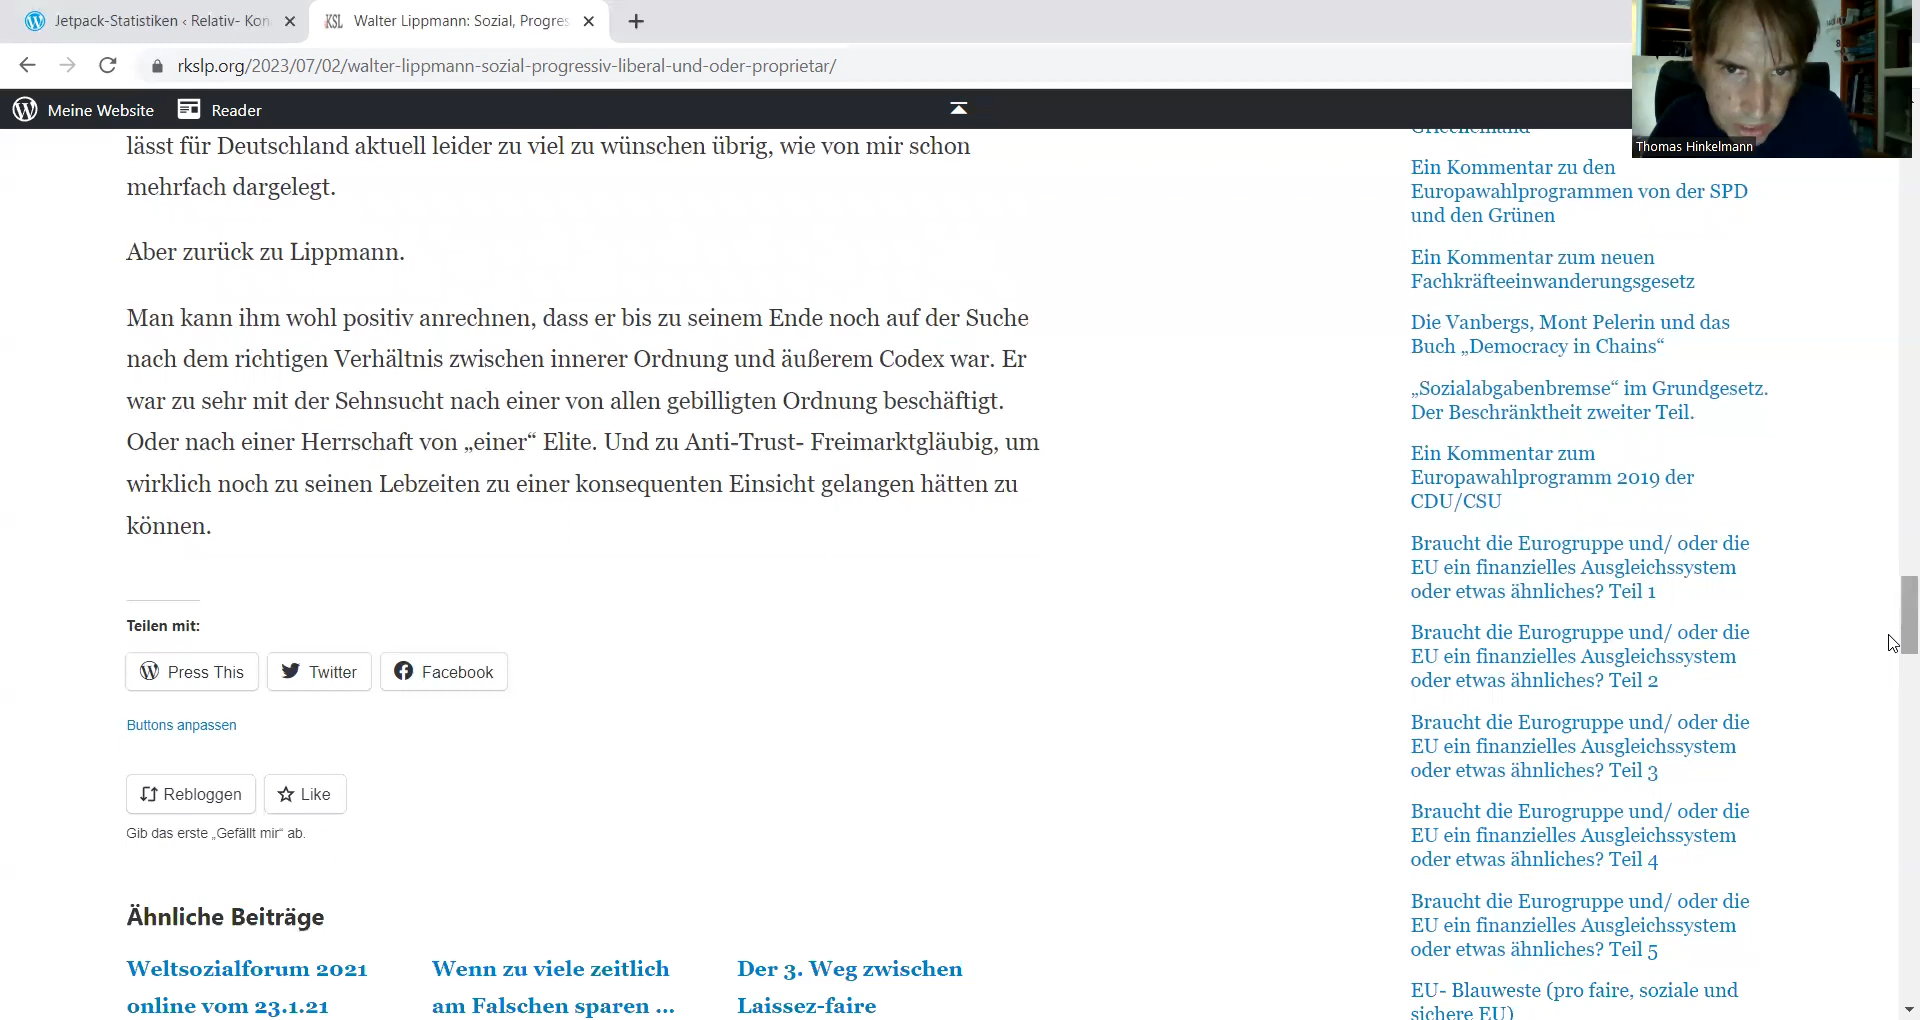 Jetpack-Statistiken ‹ Relativ- Kon
Walter Lippmann: Sozial, Progres
rkslp.org/2023/07/02/walter-lippmann-sozial-progressiv-liberal-und-oder-proprietar/
Meine Website
Reader
Thomas Hinkelmann
lässt für Deutschland aktuell leider zu viel zu wünschen übrig, wie von mir schon
mehrfach dargelegt.
Aber zurück zu Lippmann.
Man kann ihm wohl positiv anrechnen, dass er bis zu seinem Ende noch auf der Suche
nach dem richtigen Verhältnis zwischen innerer Ordnung und äußerem Codex war. Er
war zu sehr mit der Sehnsucht nach einer von allen gebilligten Ordnung beschäftigt.
Oder nach einer Herrschaft von „einer“ Elite. Und zu Anti-Trust- Freimarktgläubig, um
wirklich noch zu seinen Lebzeiten zu einer konsequenten Einsicht gelangen hätten zu
können.
Teilen mit:
Press This
Twitter
Facebook
Buttons anpassen
Rebloggen
Like
Gib das erste „Gefällt mir“ ab.
Ähnliche Beiträge
Weltsozialforum 2021
online vom 23.1.21
Wenn zu viele zeitlich
am Falschen sparen ...
Der 3. Weg zwischen
Laissez-faire
Griechenland
Ein Kommentar zu den
Europawahlprogrammen von der SPD
und den Grünen
Ein Kommentar zum neuen
Fachkräfteeinwanderungsgesetz
Die Vanbergs, Mont Pelerin und das
Buch „Democracy in Chains“
„Sozialabgabenbremse“ im Grundgesetz.
Der Beschränktheit zweiter Teil.
Ein Kommentar zum
Europawahlprogramm 2019 der
CDU/CSU
Braucht die Eurogruppe und/ oder die
EU ein finanzielles Ausgleichssystem
oder etwas ähnliches? Teil 1
Braucht die Eurogruppe und/ oder die
EU ein finanzielles Ausgleichssystem
oder etwas ähnliches? Teil 2
Braucht die Eurogruppe und/ oder die
EU ein finanzielles Ausgleichssystem
oder etwas ähnliches? Teil 3
Braucht die Eurogruppe und/ oder die
EU ein finanzielles Ausgleichssystem
oder etwas ähnliches? Teil 4
Braucht die Eurogruppe und/ oder die
EU ein finanzielles Ausgleichssystem
oder etwas ähnliches? Teil 5
EU- Blauweste (pro faire, soziale und
sichere EU)